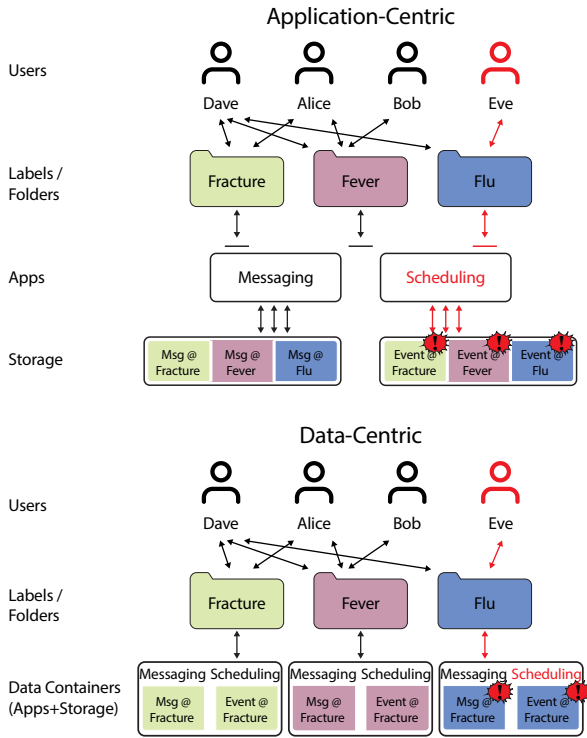 Application-Centric
Users
Dave Alice Bob Eve
Labels /
Folders
Fracture Fever Flu
Apps
Messaging Scheduling
Storage
Msg @ Msg @ Msg @ Event @ Event @ Event @
Fracture Fever Flu Fracture Fever Flu
Data-Centric
Users
Dave Alice Bob Eve
Labels /
Folders
Fracture Fever Flu
Messaging Scheduling Messaging Scheduling Messaging Scheduling
Data Containers
(Apps+Storage)
Msg @ Event @ Msg @ Event @ Msg @ Event @
Fracture Fracture Fracture Fracture Fracture Fracture